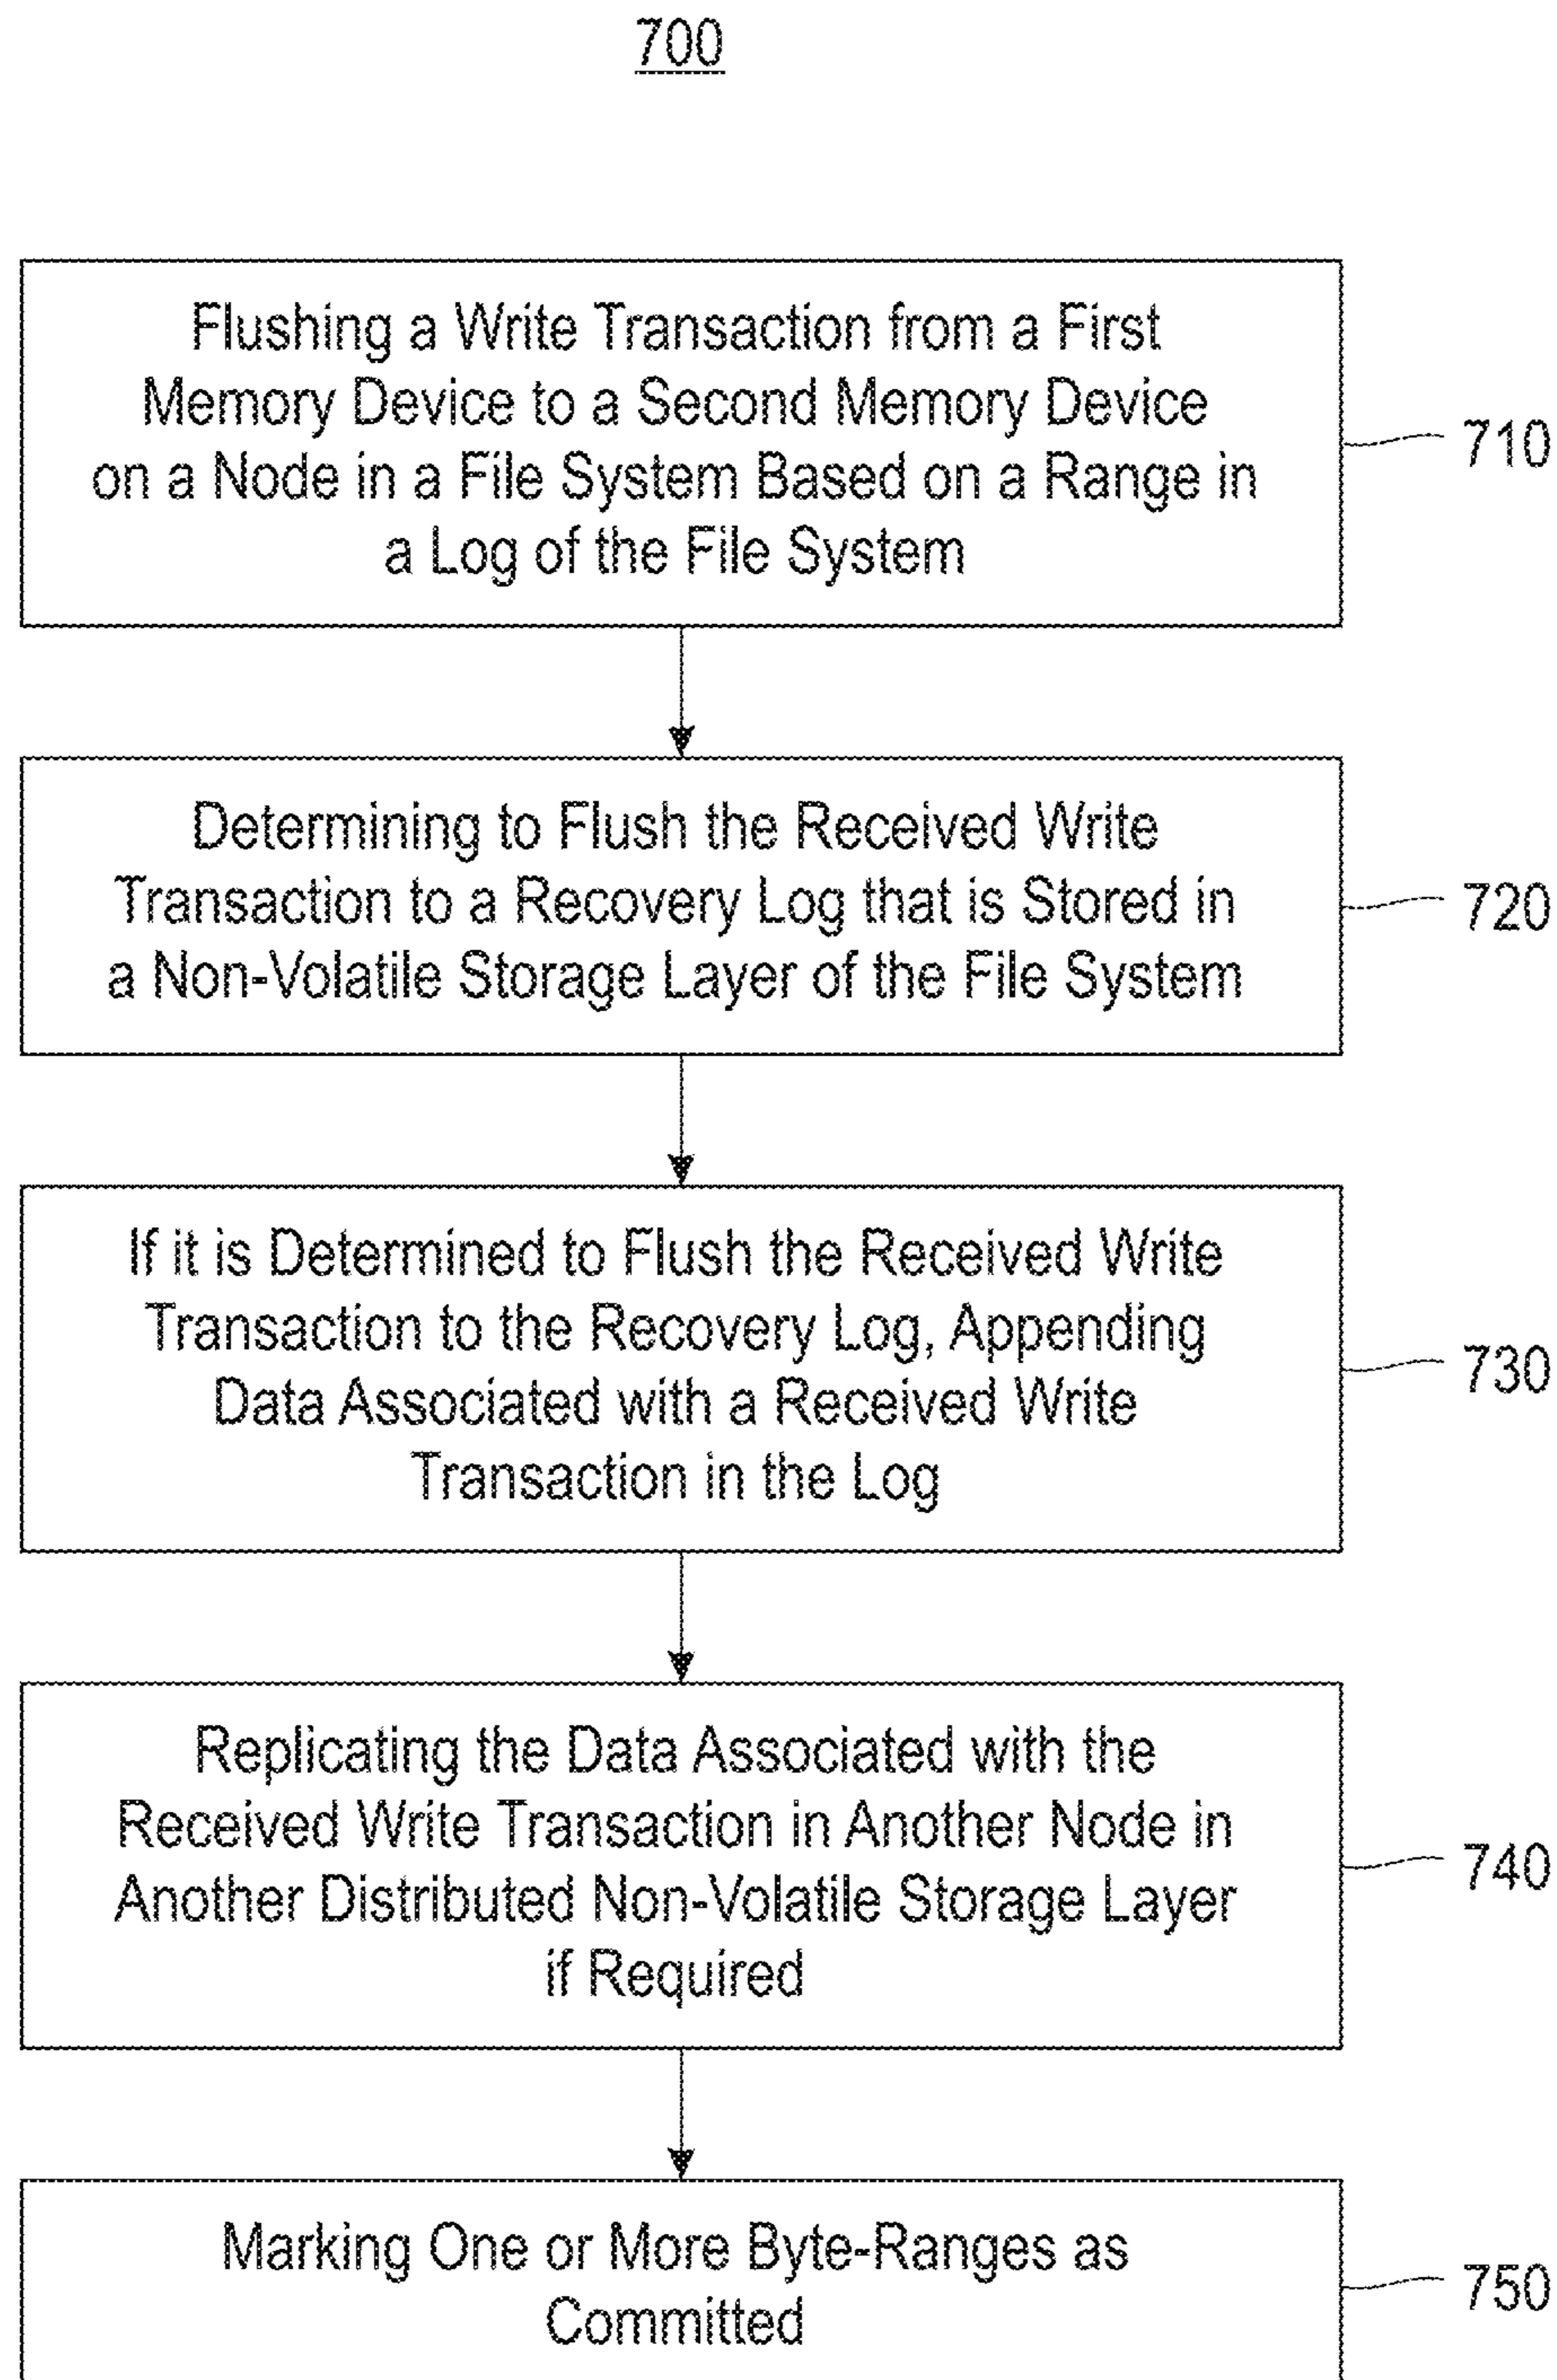 700
Flushing a Write Transaction from a First
Memory Device to a Second Memory Device
on a Node in a File System Based on a Range in
a Log of the File System
710
Determining to Flush the Received Write
Transaction to a Recovery Log that is Stored in
a Non-Volatile Storage Layer of the File System
720
If it is Determined to Flush the Received Write
Transaction to the Recovery Log, Appending
Data Associated with a Received Write
Transaction in the Log
730
Replicating the Data Associated with the
Received Write Transaction in Another Node in
Another Distributed Non-Volatile Storage Layer
if Required
740
Marking One or More Byte-Ranges as
Committed
750